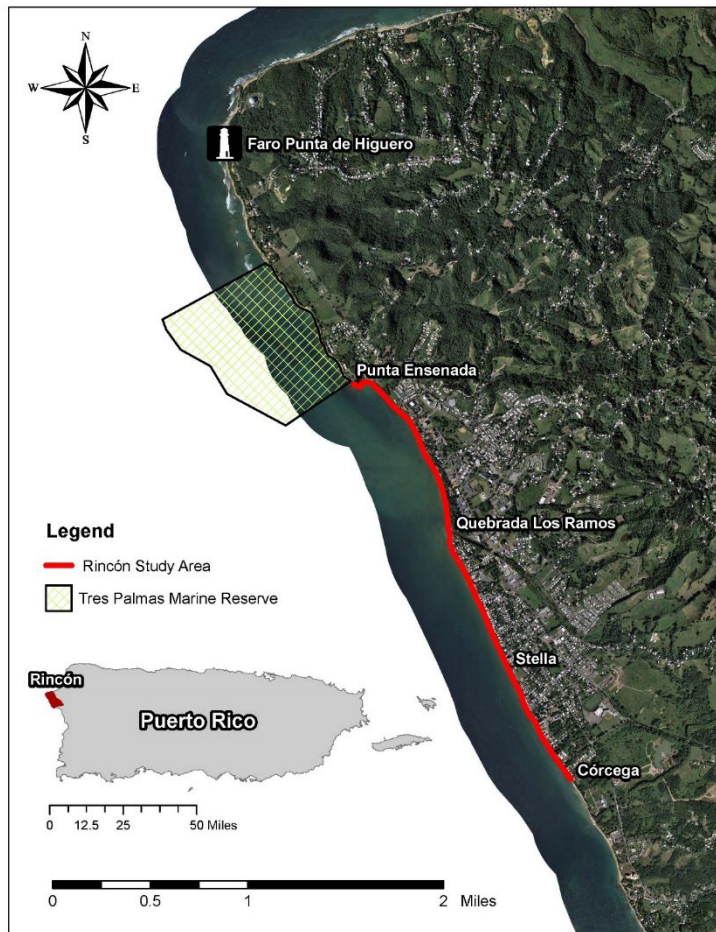 N
W E
S
Faro Punta de Higuero
Punta Ensenada
Quebrada Los Ramos
Stella
Córcega
Legend
Rincón Study Area
Tres Palmas Marine Reserve
Rincón
Puerto Rico
0 12.5 25 50 Miles
0 0.5 1 2 Miles